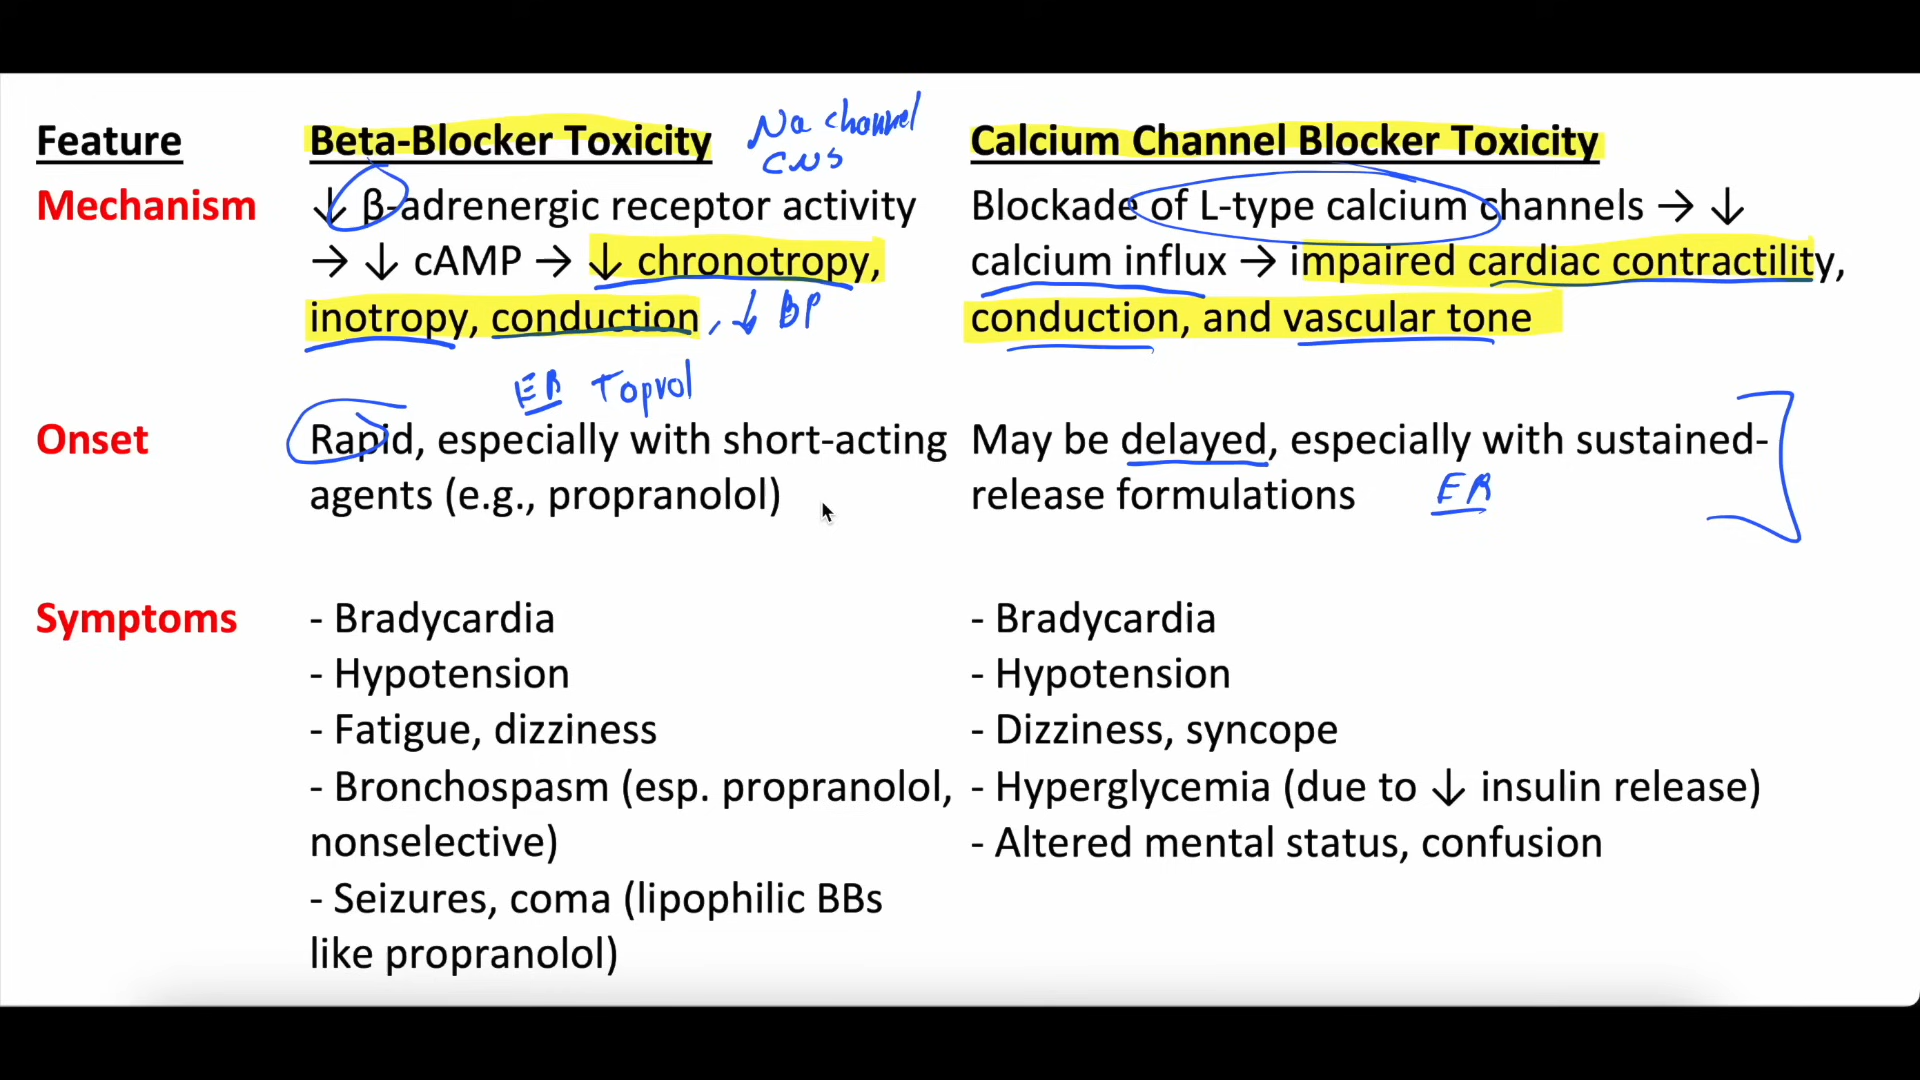 Feature Beta-Blocker Toxicity Na channel Calcium Channel Blocker Toxicity
CNS
Mechanism ↓ β-adrenergic receptor activity Blockade of L-type calcium channels → ↓
→ ↓ cAMP → ↓ chronotropy, calcium influx → impaired cardiac contractility,
inotropy, conduction, ↓ BP conduction, and vascular tone
ER Toprol
Onset Rapid, especially with short-acting May be delayed, especially with sustained-
agents (e.g., propranolol) release formulations ER
Symptoms - Bradycardia - Bradycardia
- Hypotension - Hypotension
- Fatigue, dizziness - Dizziness, syncope
- Bronchospasm (esp. propranolol, - Hyperglycemia (due to ↓ insulin release)
nonselective) - Altered mental status, confusion
- Seizures, coma (lipophilic BBs
like propranolol)